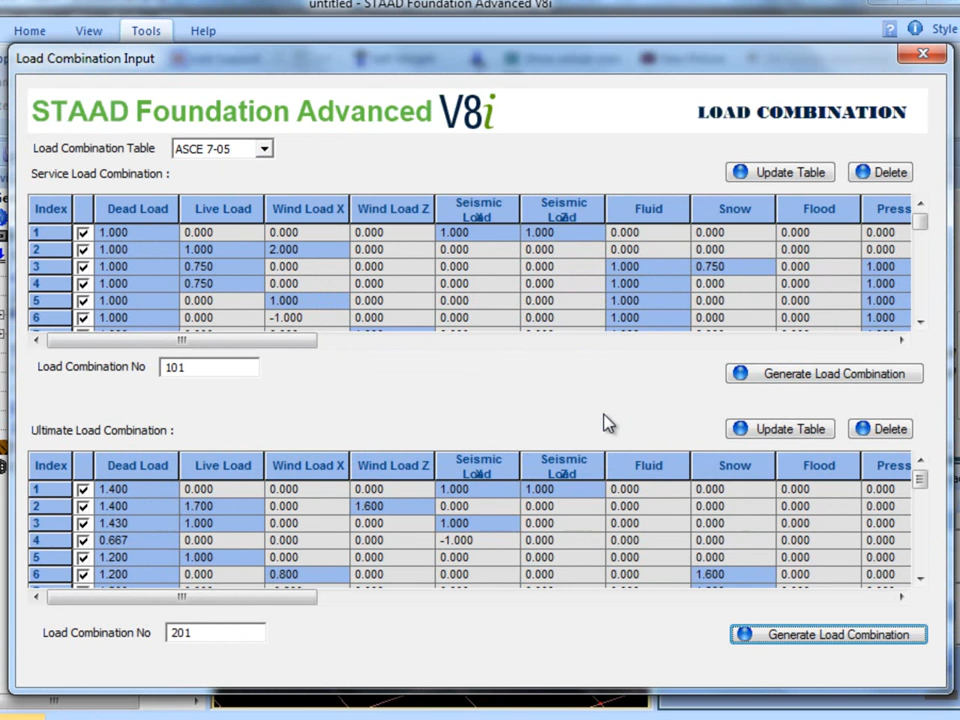 untitled - STAAD Foundation Advanced V8i
Home View Tools Help Style
Load Combination Input
STAAD Foundation Advanced V8i LOAD COMBINATION
Load Combination Table ASCE 7-05
Service Load Combination :
Update Table Delete
Index Dead Load Live Load Wind Load X Wind Load Z Seismic Load X Seismic Load Z Fluid Snow Flood Press
1 1.000 0.000 0.000 0.000 1.000 1.000 0.000 0.000 0.000 0.000
2 1.000 1.000 2.000 0.000 0.000 0.000 0.000 0.000 0.000 0.000
3 1.000 0.750 0.000 0.000 0.000 0.000 1.000 0.750 0.000 1.000
4 1.000 0.750 0.000 0.000 0.000 0.000 1.000 0.000 0.000 1.000
5 1.000 0.000 1.000 0.000 0.000 0.000 1.000 0.000 0.000 1.000
6 1.000 0.000 -1.000 0.000 0.000 0.000 1.000 0.000 0.000 1.000
Load Combination No 101
Generate Load Combination
Ultimate Load Combination :
Update Table Delete
Index Dead Load Live Load Wind Load X Wind Load Z Seismic Load X Seismic Load Z Fluid Snow Flood Press
1 1.400 0.000 0.000 0.000 1.000 1.000 0.000 0.000 0.000 0.000
2 1.400 1.700 0.000 1.600 0.000 0.000 0.000 0.000 0.000 0.000
3 1.430 1.000 0.000 0.000 1.000 0.000 0.000 0.000 0.000 0.000
4 0.667 0.000 0.000 0.000 -1.000 0.000 0.000 0.000 0.000 0.000
5 1.200 1.000 0.000 0.000 0.000 0.000 0.000 0.000 0.000 0.000
6 1.200 0.000 0.800 0.000 0.000 0.000 0.000 1.600 0.000 0.000
Load Combination No 201
Generate Load Combination